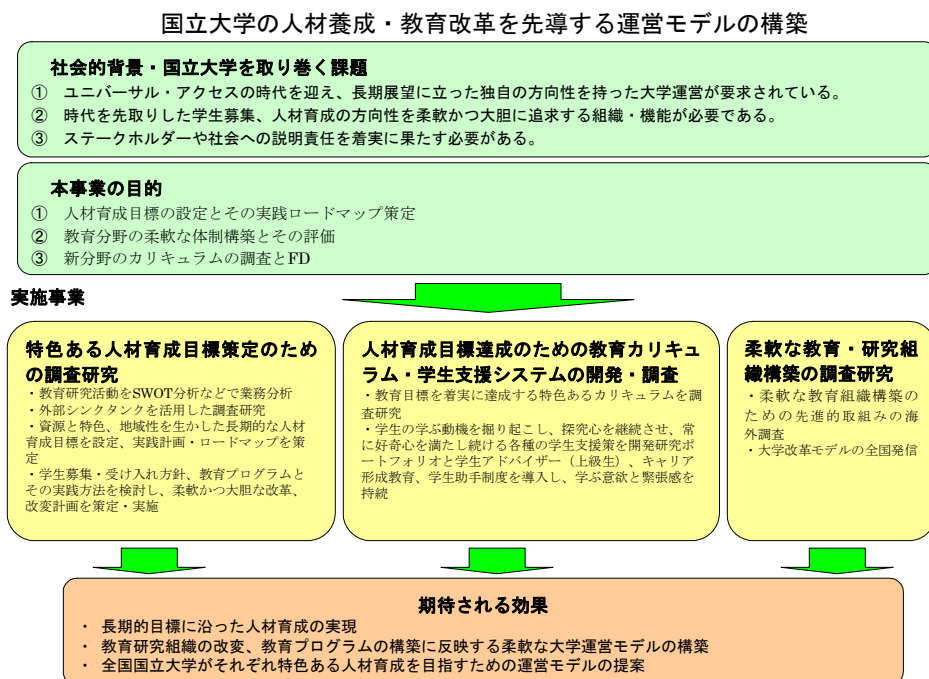 国立大学の人材養成・教育改革を先導する運営モデルの構築
社会的背景・国立大学を取り巻く課題
① ユニバーサル・アクセスの時代を迎え、長期展望に立った独自の方向性を持った大学運営が要求されている。
② 時代を先取りした学生募集、人材育成の方向性を柔軟かつ大胆に追求する組織・機能が必要である。
③ ステークホルダーや社会への説明責任を着実に果たす必要がある。
本事業の目的
① 人材育成目標の設定とその実践ロードマップ策定
② 教育分野の柔軟な体制構築とその評価
③ 新分野のカリキュラムの調査とFD
実施事業
特色ある人材育成目標策定のため
の調査研究
・教育研究活動をSWOT分析などで業務分析
・外部シンクタンクを活用した調査研究
・資源と特色、地域性を生かした長期的な人材
育成目標を設定、実践計画・ロードマップを策
定
・学生募集・受け入れ方針、教育プログラムと
その実践方法を検討し、柔軟かつ大胆な改革、
改変計画を策定・実施
人材育成目標達成のための教育カリキュ
ラム・学生支援システムの開発・調査
・教育目標を着実に達成する特色あるカリキュラムを調
査研究
・学生の学ぶ動機を掘り起こし、探究心を継続させ、常
に好奇心を満たし続ける各種の学生支援策を開発研究ポ
ートフォリオと学生アドバイザー（上級生）、キャリア
形成教育、学生助手制度を導入し、学ぶ意欲と緊張感を
持続
柔軟な教育・研究組
織構築の調査研究
・柔軟な教育組織構築の
ための先進的取組みの海
外調査
・大学改革モデルの全国発信
期待される効果
・ 長期的目標に沿った人材育成の実現
・ 教育研究組織の改変、教育プログラムの構築に反映する柔軟な大学運営モデルの構築
・ 全国国立大学がそれぞれ特色ある人材育成を目指すための運営モデルの提案